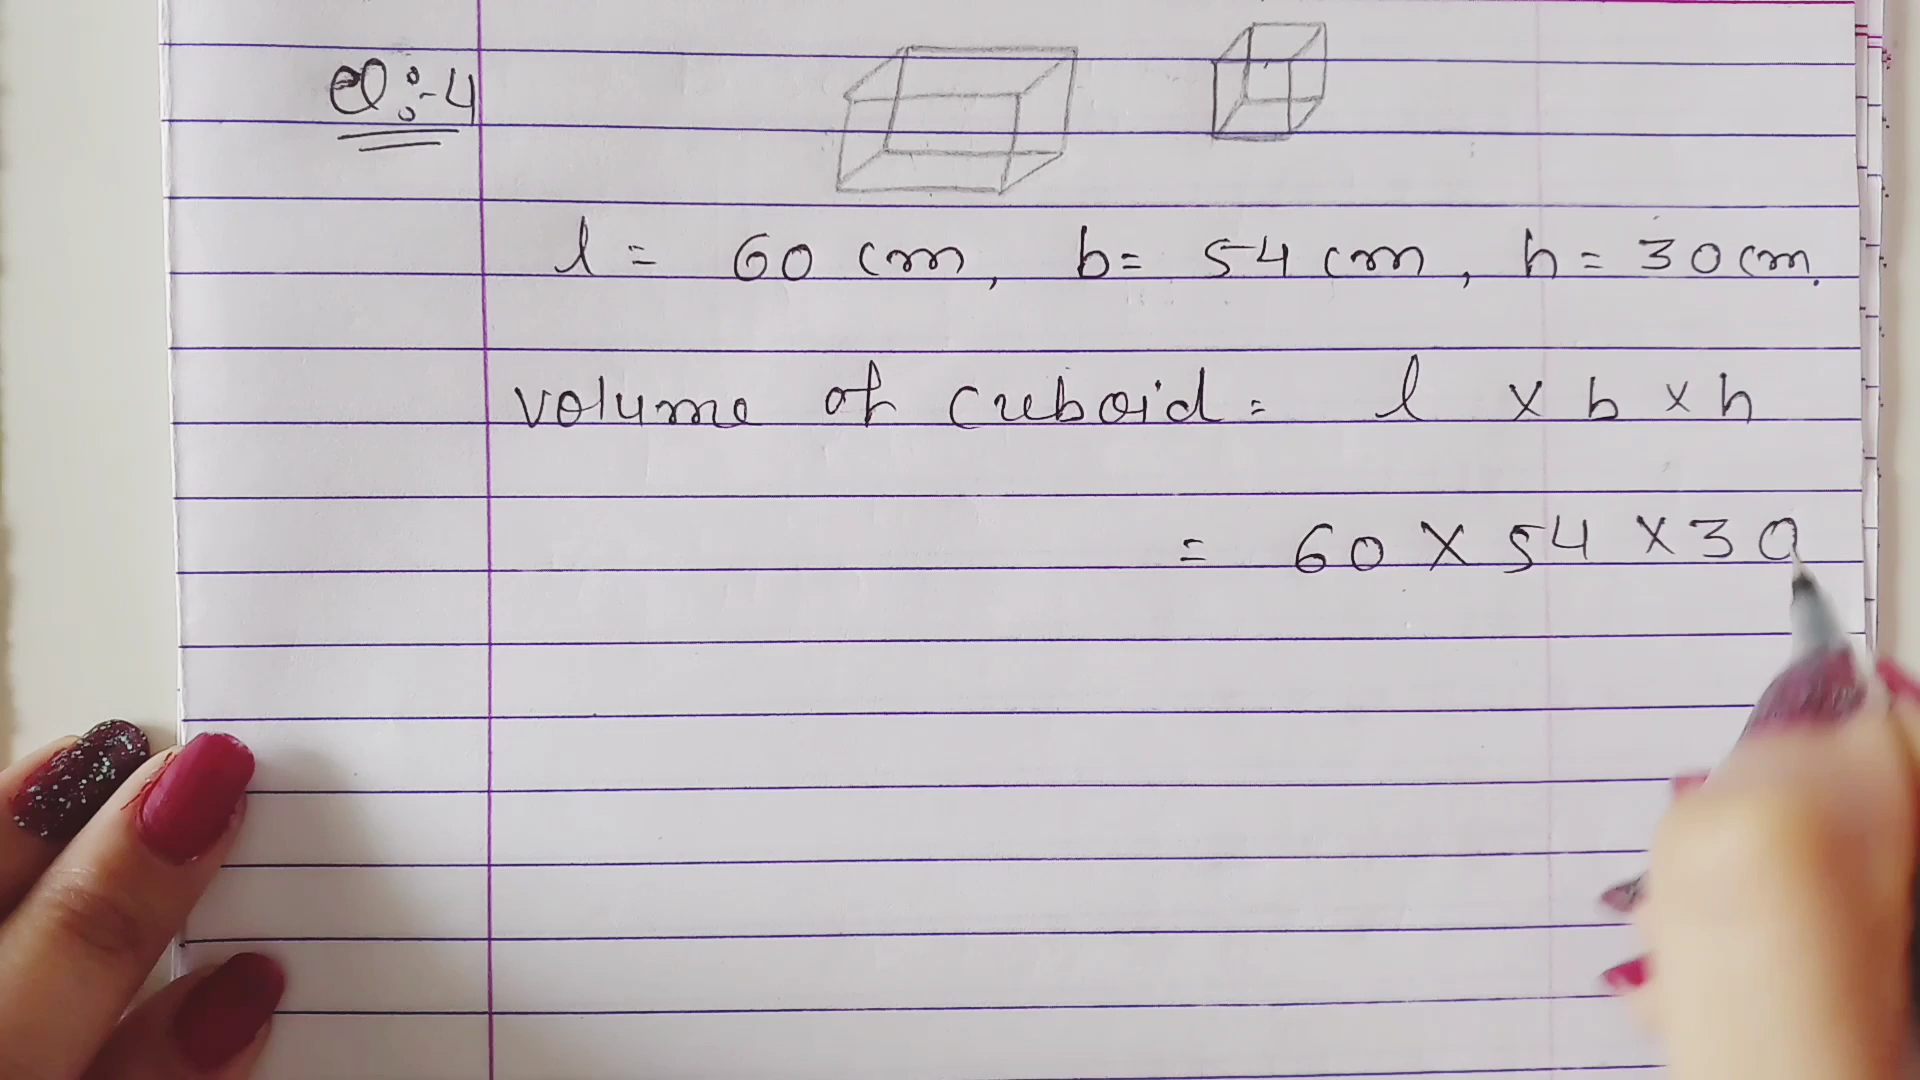 Q:-4
l = 60 cm, b= 54 cm, h = 30 cm.
volume of cuboid = l x b x h
= 60 x 54 x 30